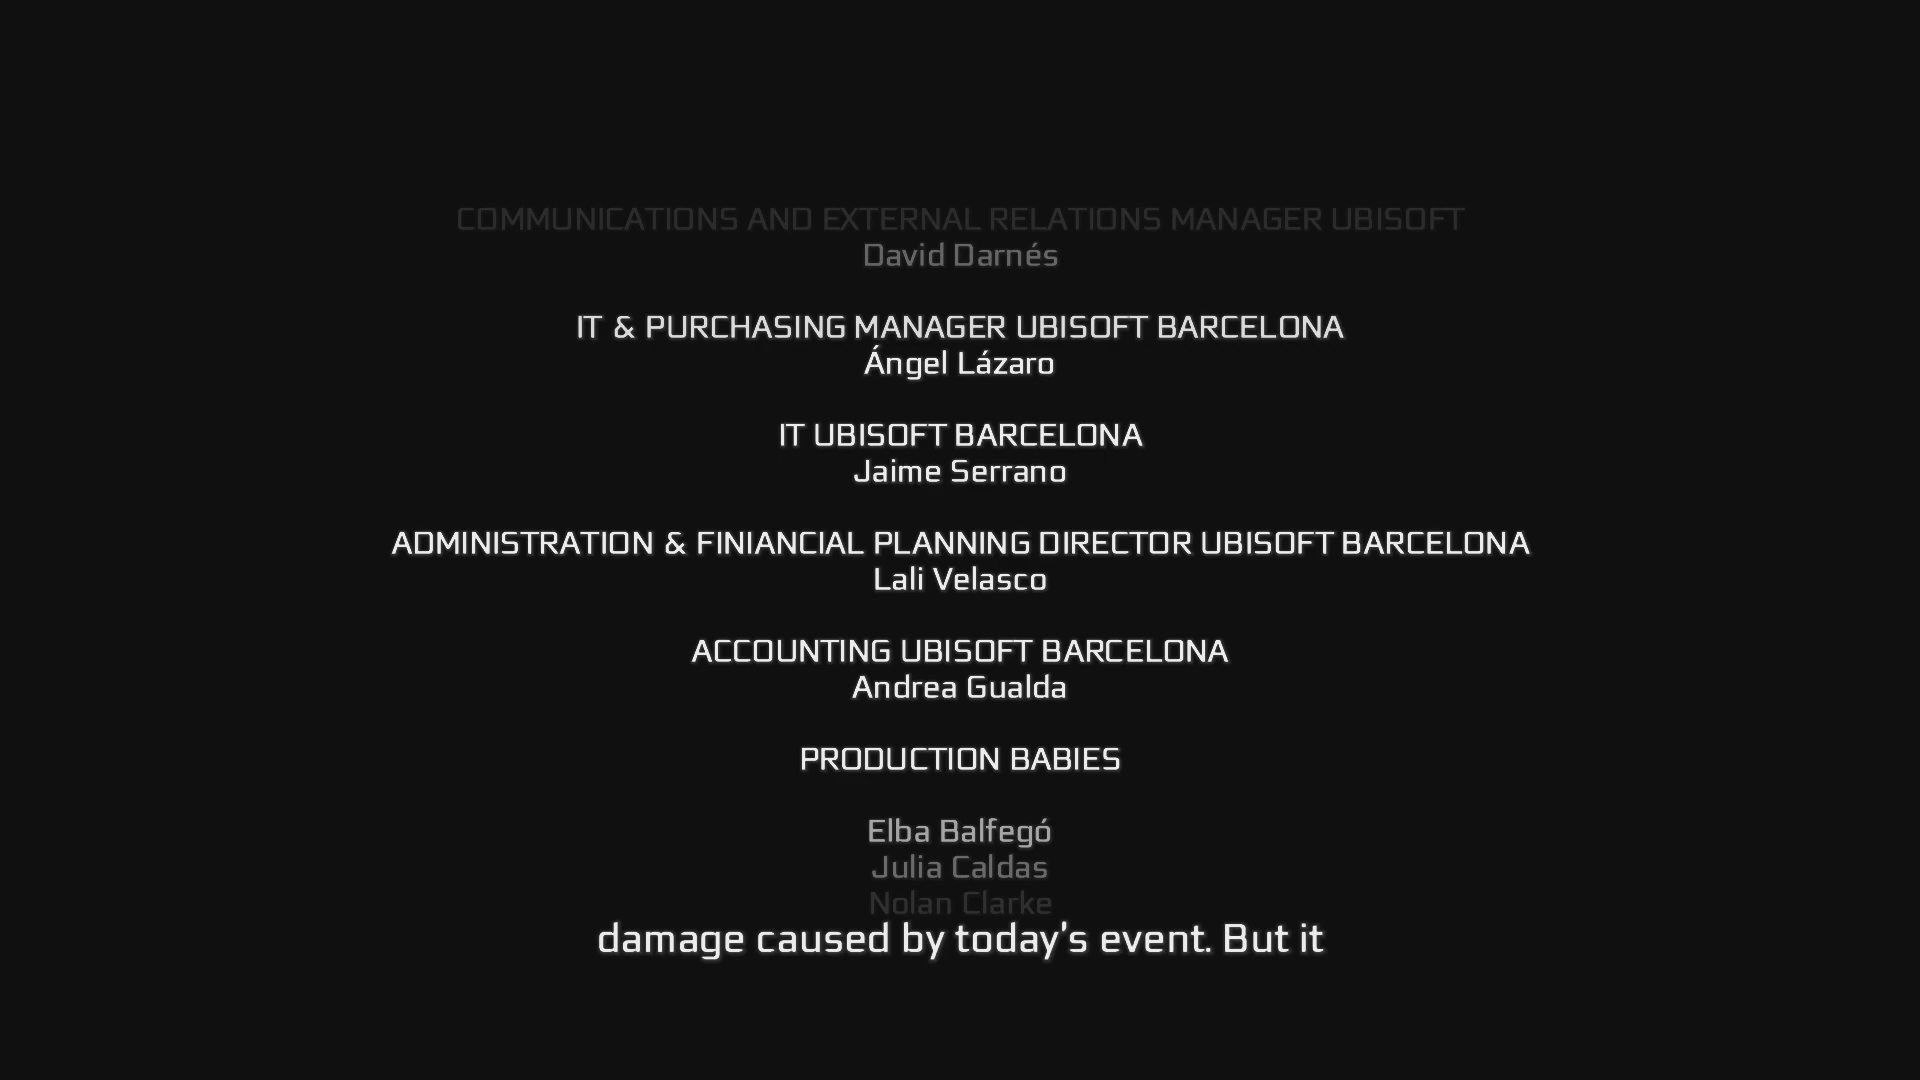 COMMUNICATIONS AND EXTERNAL RELATIONS MANAGER UBISOFT
David Darnés
IT & PURCHASING MANAGER UBISOFT BARCELONA
Ángel Lázaro
IT UBISOFT BARCELONA
Jaime Serrano
ADMINISTRATION & FINIANCIAL PLANNING DIRECTOR UBISOFT BARCELONA
Lali Velasco
ACCOUNTING UBISOFT BARCELONA
Andrea Gualda
PRODUCTION BABIES
Elba Balfegó
Julia Caldas
Nolan Clarke
damage caused by today's event. But it